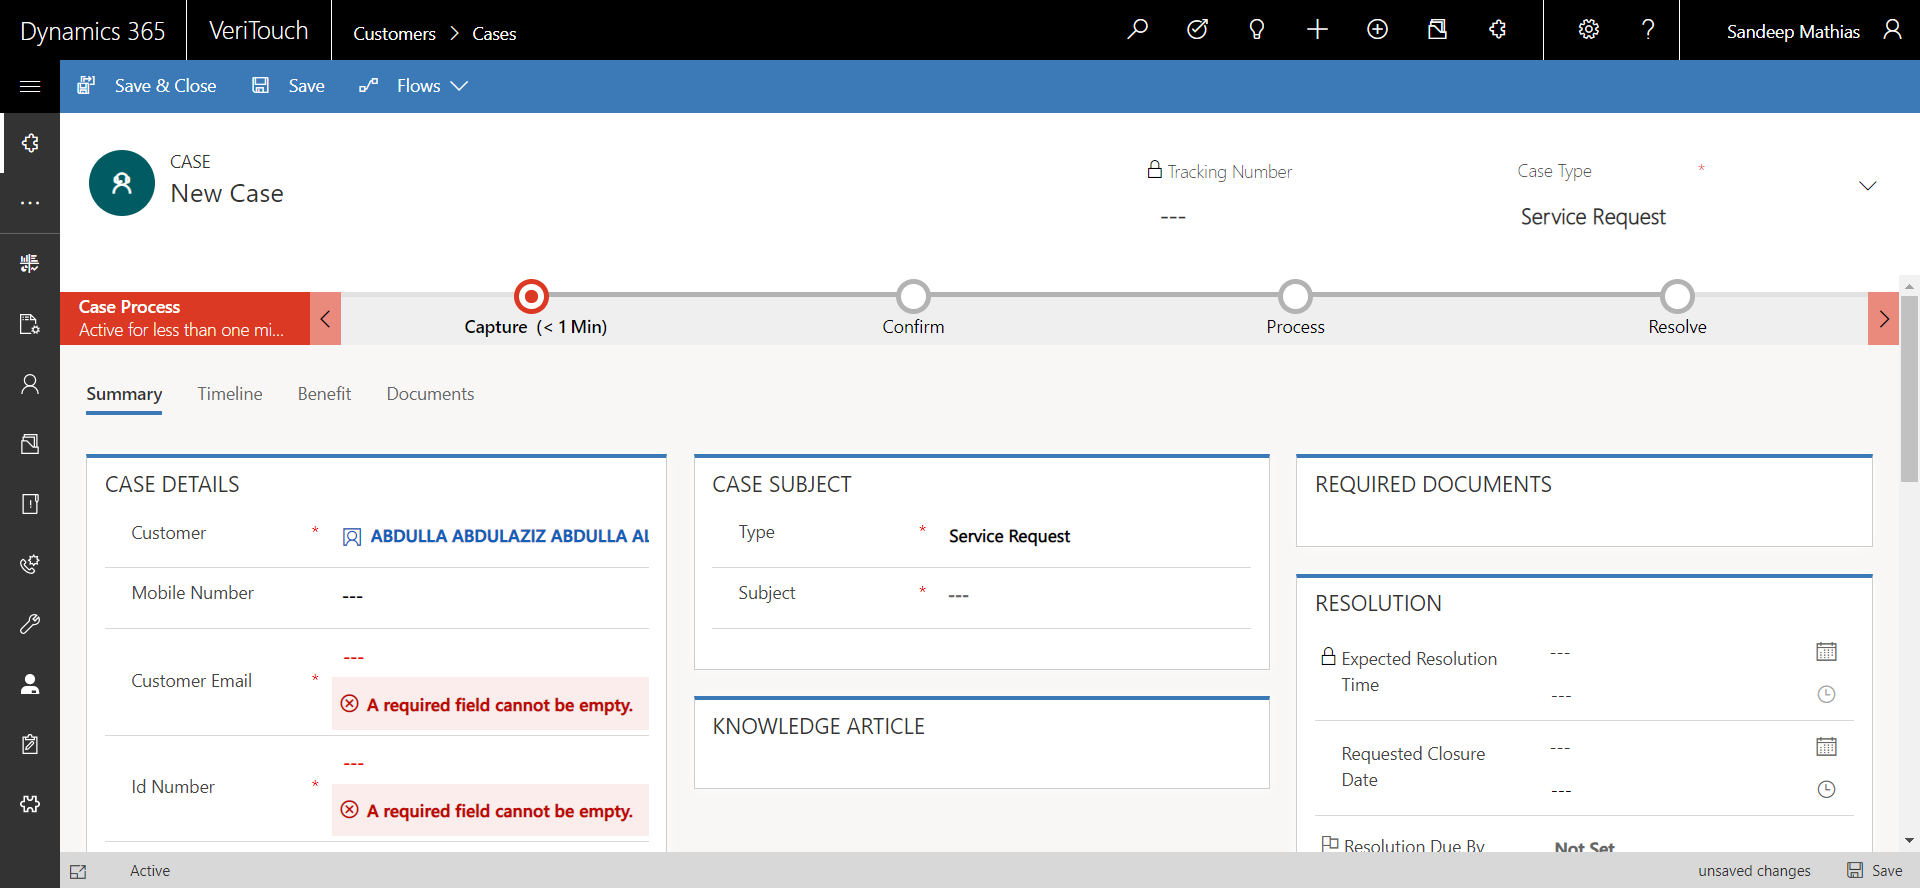 Dynamics 365
VeriTouch
Customers > Cases
Sandeep Mathias
Save & Close
Save
Flows
CASE
New Case
Tracking Number
---
Case Type *
Service Request
Case Process
Active for less than one mi...
Capture (< 1 Min)
Confirm
Process
Resolve
Summary
Timeline
Benefit
Documents
CASE DETAILS
Customer * ABDULLA ABDULAZIZ ABDULLA AL
Mobile Number ---
Customer Email * ---
A required field cannot be empty.
Id Number * ---
A required field cannot be empty.
CASE SUBJECT
Type * Service Request
Subject * ---
KNOWLEDGE ARTICLE
REQUIRED DOCUMENTS
RESOLUTION
Expected Resolution
Time
---
---
Requested Closure
Date
---
---
Resolution Due By Not Set
Active
unsaved changes
Save